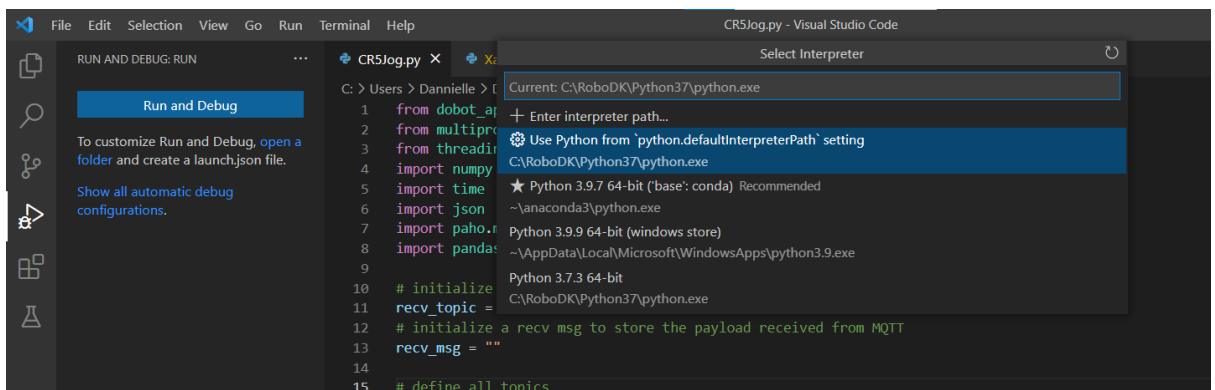 File Edit Selection View Go Run Terminal Help
CR5Jog.py - Visual Studio Code
RUN AND DEBUG: RUN ...
Run and Debug
To customize Run and Debug, open a
folder and create a launch.json file.
Show all automatic debug
configurations.
CR5Jog.py
C: > Users > Dannielle >
1 from dobot_ap
2 from multipro
3 from threadin
4 import numpy
5 import time
6 import json
7 import paho.m
8 import pandas
9
10 # initialize
11 recv_topic =
12 # initialize a recv msg to store the payload received from MQTT
13 recv_msg = ""
14
15 # define all topics
Select Interpreter
Current: C:\RoboDK\Python37\python.exe
+ Enter interpreter path...
Use Python from `python.defaultInterpreterPath` setting
C:\RoboDK\Python37\python.exe
★ Python 3.9.7 64-bit ('base': conda) Recommended
~\anaconda3\python.exe
Python 3.9.9 64-bit (windows store)
~\AppData\Local\Microsoft\WindowsApps\python3.9.exe
Python 3.7.3 64-bit
C:\RoboDK\Python37\python.exe